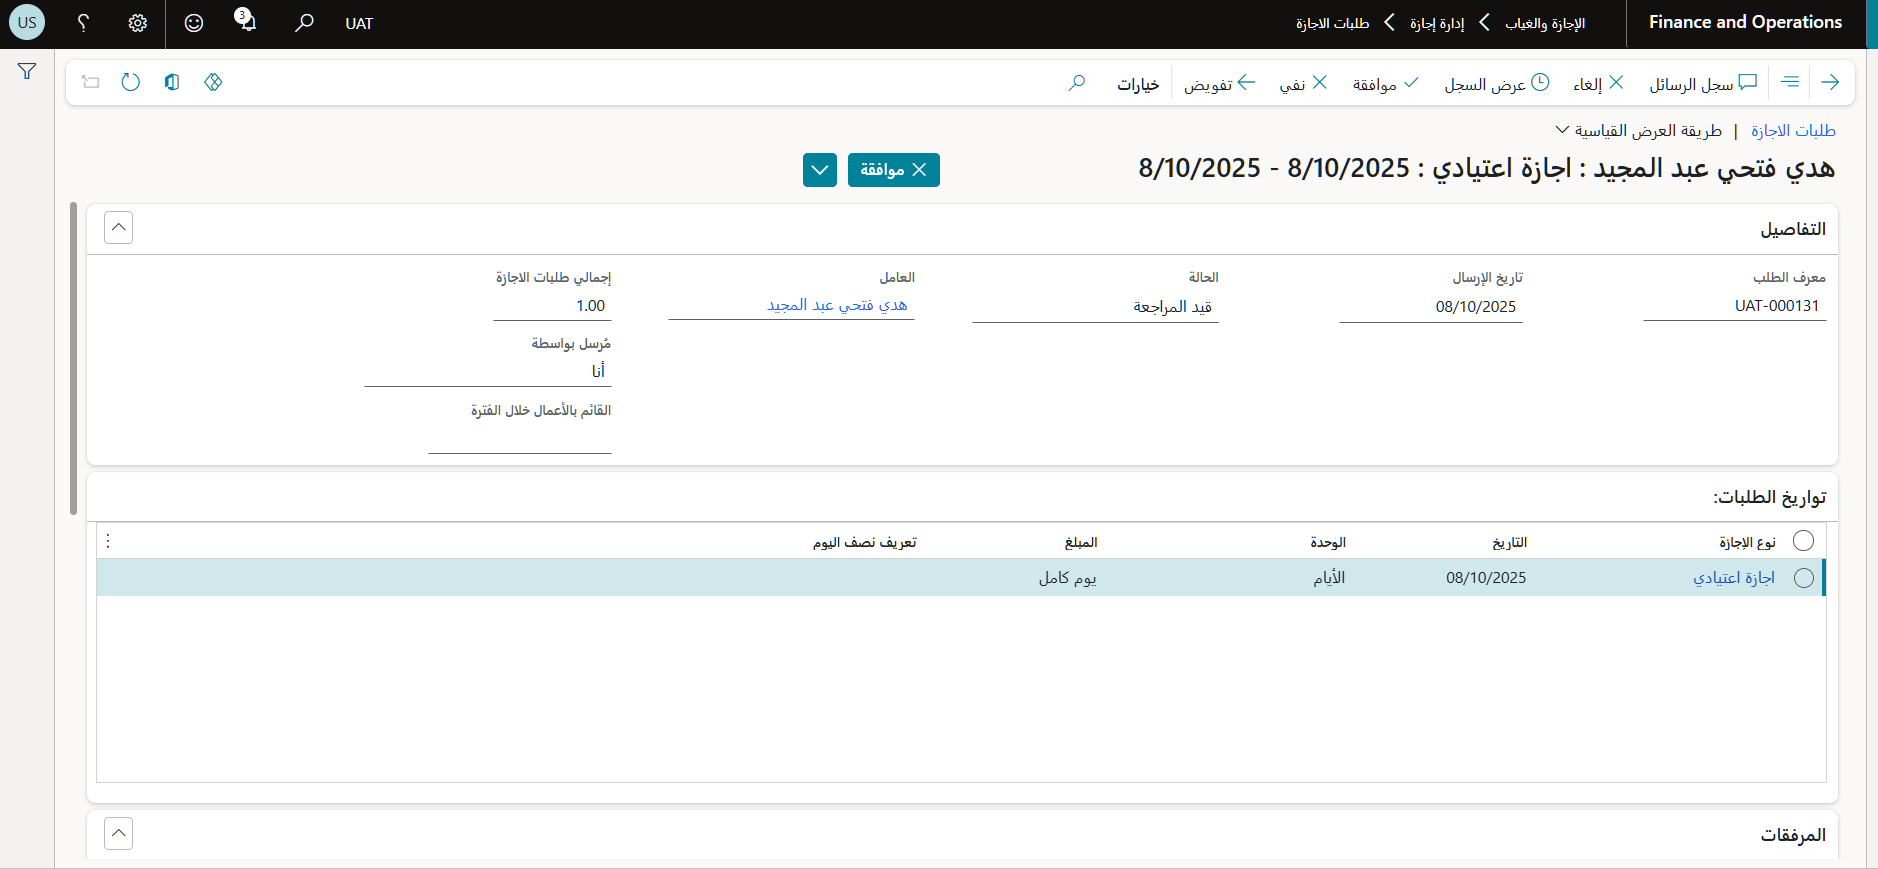 Finance and Operations
الإجازة والغياب
إدارة إجازة
طلبات الاجازة
UAT
3
US
سجل الرسائل
إلغاء
عرض السجل
موافقة
نفي
تفويض
خيارات
طلبات الاجازة | طريقة العرض القياسية
هدي فتحي عبد المجيد : اجازة اعتيادي : 8/10/2025 - 8/10/2025
موافقة
التفاصيل
معرف الطلب
UAT-000131
تاريخ الإرسال
08/10/2025
الحالة
قيد المراجعة
العامل
هدي فتحي عبد المجيد
إجمالي طلبات الاجازة
1.00
مُرسل بواسطة
أنا
القائم بالأعمال خلال الفترة
تواريخ الطلبات:
نوع الإجازة التاريخ الوحدة المبلغ تعريف نصف اليوم
اجازة اعتيادي 08/10/2025 الأيام يوم كامل
المرفقات